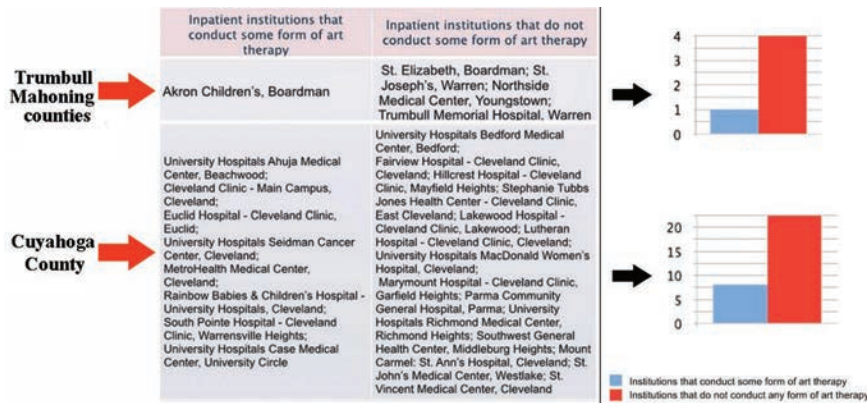 Inpatient institutions that
conduct some form of art
therapy
Inpatient institutions that do not
conduct some form of art therapy
Trumbull
Mahoning
counties
Akron Children's, Boardman
St. Elizabeth, Boardman; St.
Joseph's, Warren; Northside
Medical Center, Youngstown;
Trumbull Memorial Hospital, Warren
4
3
2
1
0
Cuyahoga
County
University Hospitals Ahuja Medical
Center, Beachwood;
Cleveland Clinic - Main Campus,
Cleveland;
Euclid Hospital - Cleveland Clinic,
Euclid;
University Hospitals Seidman Cancer
Center, Cleveland;
MetroHealth Medical Center,
Cleveland;
Rainbow Babies & Children's Hospital -
University Hospitals, Cleveland;
South Pointe Hospital - Cleveland
Clinic, Warrensville Heights;
University Hospitals Case Medical
Center, University Circle
University Hospitals Bedford Medical
Center, Bedford;
Fairview Hospital - Cleveland Clinic,
Cleveland; Hillcrest Hospital - Cleveland
Clinic, Mayfield Heights; Stephanie Tubbs
Jones Health Center - Cleveland Clinic,
East Cleveland; Lakewood Hospital -
Cleveland Clinic, Lakewood; Lutheran
Hospital - Cleveland Clinic, Cleveland;
University Hospitals MacDonald Women's
Hospital, Cleveland;
Marymount Hospital - Cleveland Clinic,
Garfield Heights; Parma Community
General Hospital, Parma; University
Hospitals Richmond Medical Center,
Richmond Heights; Southwest General
Health Center, Middleburg Heights; Mount
Carmel: St. Ann's Hospital, Cleveland; St.
John's Medical Center, Westlake; St.
Vincent Medical Center, Cleveland
20
15
10
5
0
Institutions that conduct some form of art therapy
Institutions that do not conduct any form of art therapy